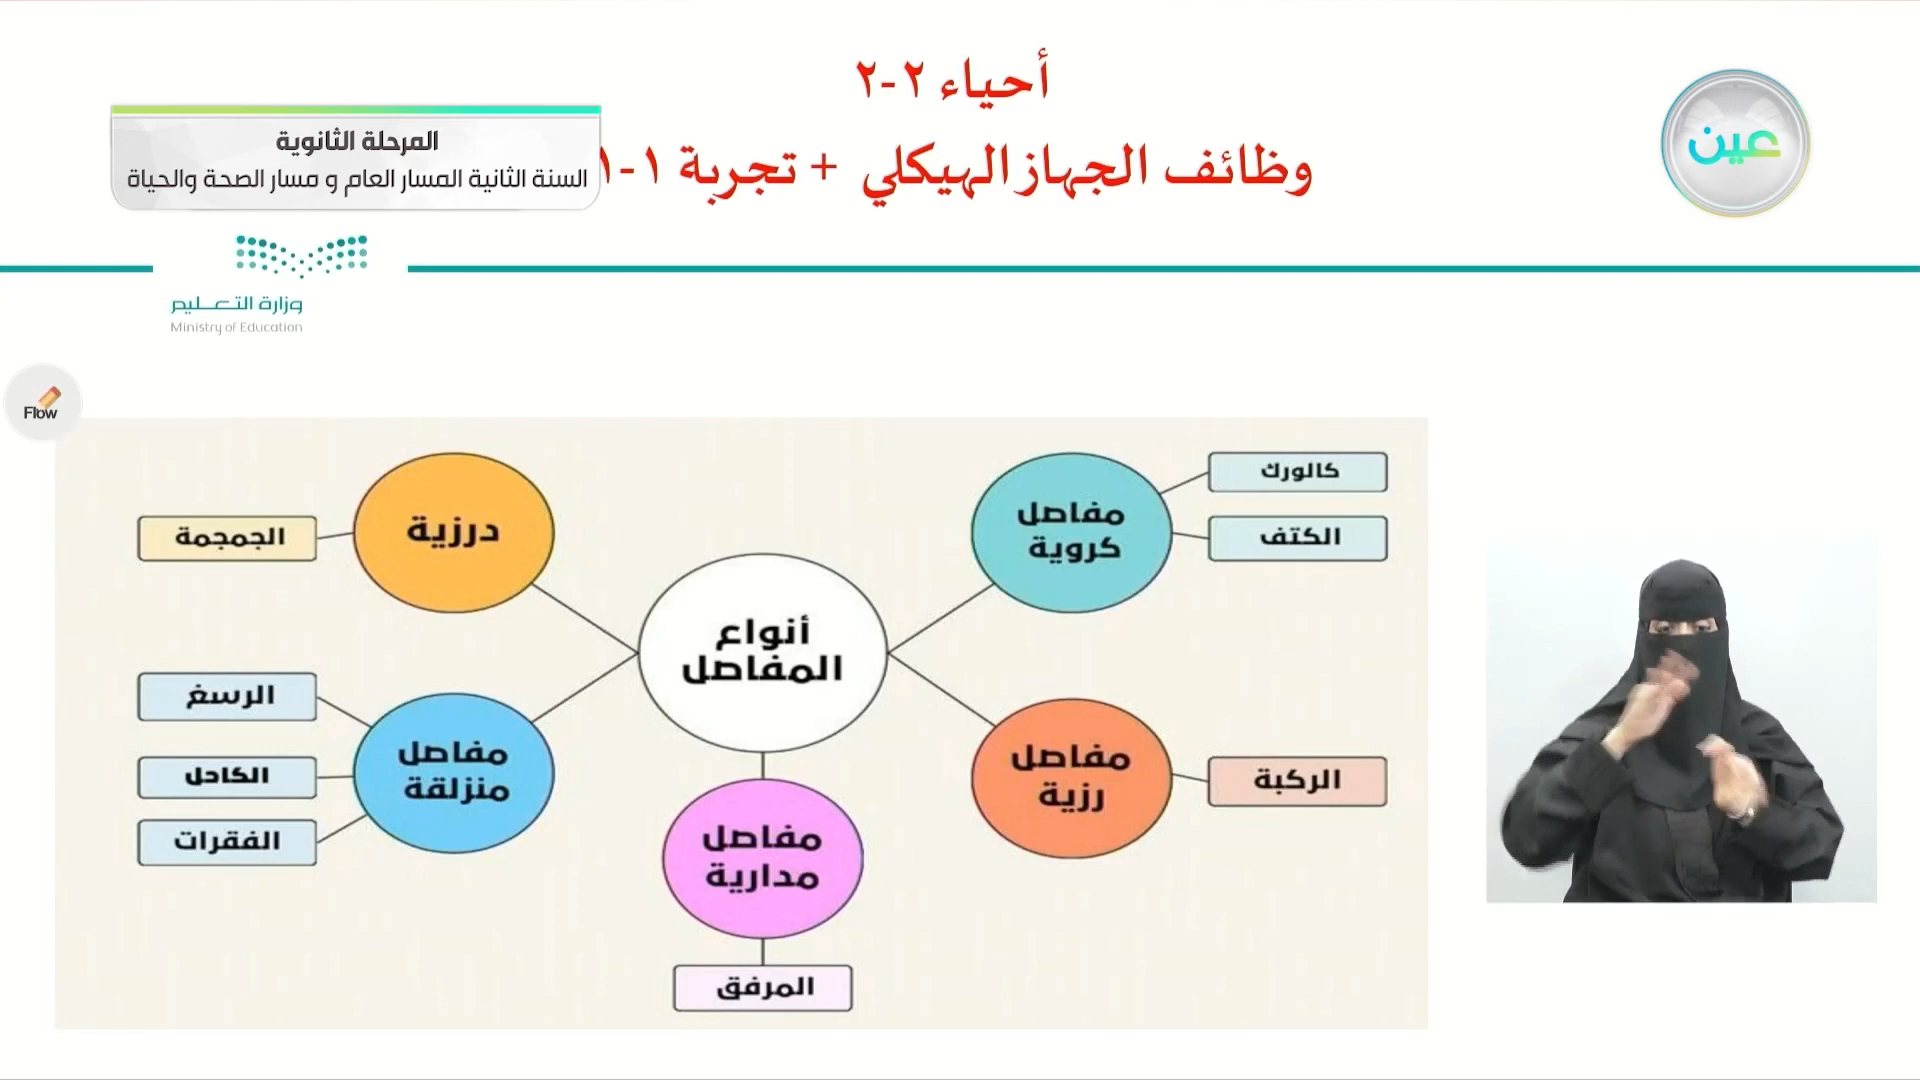 أحياء ٢-٢
وظائف الجهاز الهيكلي + تجربة ١-١
المرحلة الثانوية
السنة الثانية المسار العام و مسار الصحة والحياة
عين
وزارة التعليم
Ministry of Education
Flow
أنواع
المفاصل
مفاصل
كروية
كالورك
الكتف
مفاصل
رزية
الركبة
مفاصل
مدارية
المرفق
درزية
الجمجمة
مفاصل
منزلقة
الرسغ
الكاحل
الفقرات